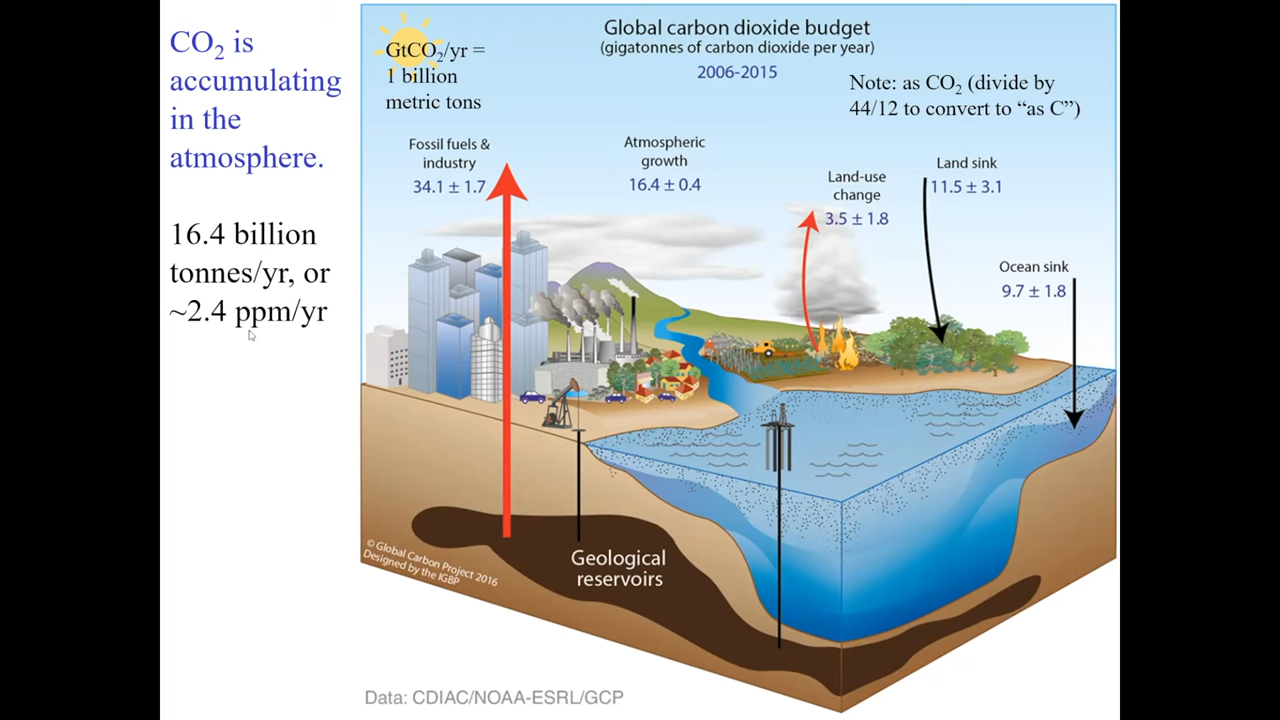 CO₂ is
accumulating
in the
atmosphere.
16.4 billion
tonnes/yr, or
~2.4 ppm/yr
Global carbon dioxide budget
(gigatonnes of carbon dioxide per year)
2006-2015
GtCO₂/yr =
1 billion
metric tons
Note: as CO₂ (divide by
44/12 to convert to “as C”)
Fossil fuels &
industry
34.1 ± 1.7
Atmospheric
growth
16.4 ± 0.4
Land-use
change
3.5 ± 1.8
Land sink
11.5 ± 3.1
Ocean sink
9.7 ± 1.8
Geological
reservoirs
© Global Carbon Project 2016
Designed by the IGBP
Data: CDIAC/NOAA-ESRL/GCP